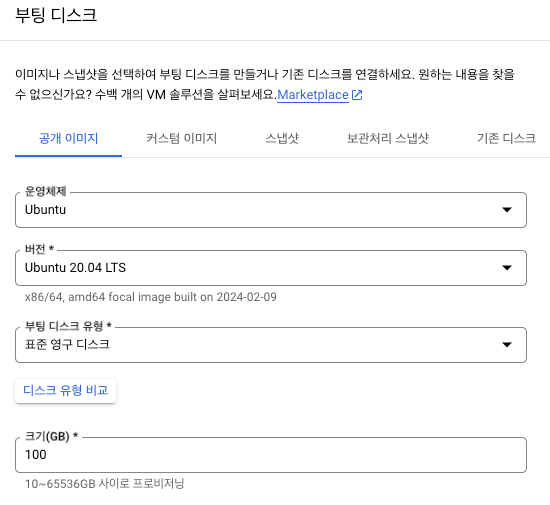 부팅 디스크
이미지나 스냅샷을 선택하여 부팅 디스크를 만들거나 기존 디스크를 연결하세요. 원하는 내용을 찾을
수 없으신가요? 수백 개의 VM 솔루션을 살펴보세요.Marketplace
공개 이미지 커스텀 이미지 스냅샷 보관처리 스냅샷 기존 디스크
운영체제
Ubuntu
버전 *
Ubuntu 20.04 LTS
x86/64, amd64 focal image built on 2024-02-09
부팅 디스크 유형 *
표준 영구 디스크
디스크 유형 비교
크기(GB) *
100
10~65536GB 사이로 프로비저닝